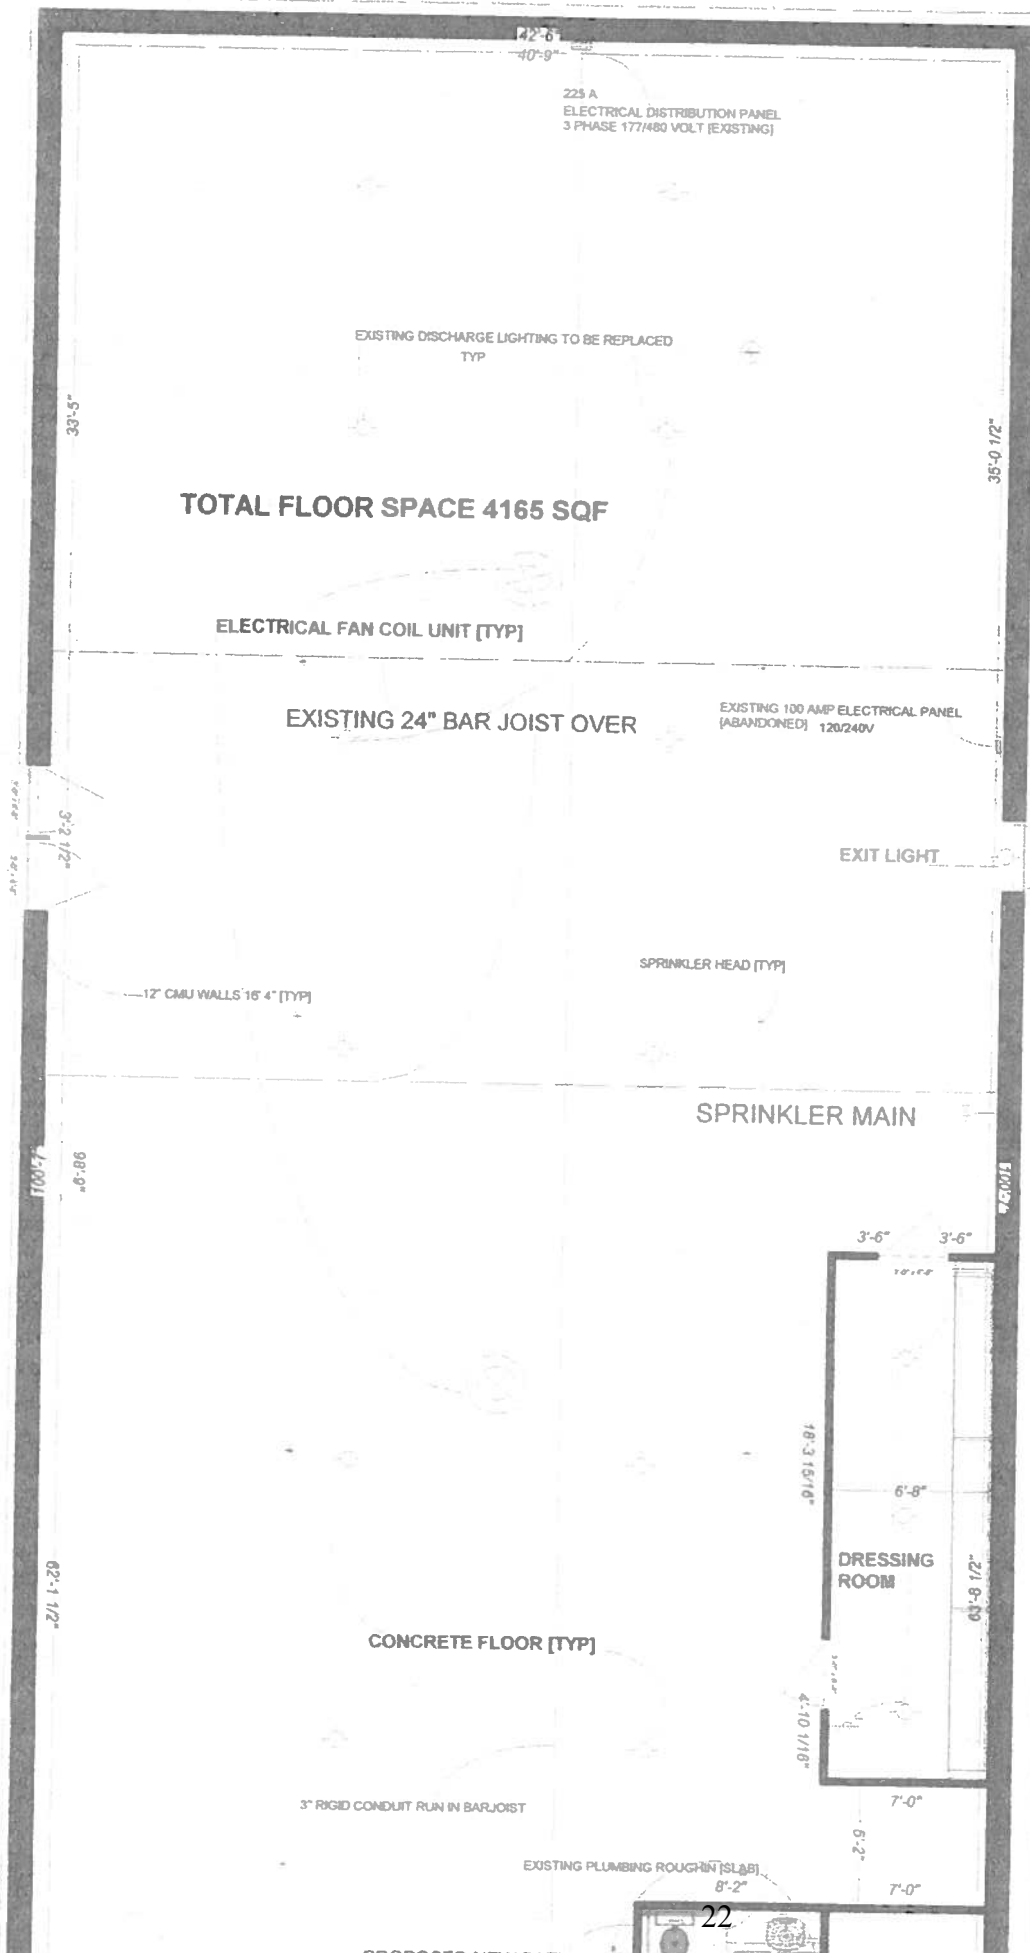 42'-6"
40'-9"
225 A
ELECTRICAL DISTRIBUTION PANEL
3 PHASE 177/480 VOLT [EXISTING]
EXISTING DISCHARGE LIGHTING TO BE REPLACED
TYP
33'-5"
35'-0 1/2"
TOTAL FLOOR SPACE 4165 SQF
ELECTRICAL FAN COIL UNIT [TYP]
EXISTING 24" BAR JOIST OVER
EXISTING 100 AMP ELECTRICAL PANEL
[ABANDONED] 120/240V
3'-2 1/2"
EXIT LIGHT
SPRINKLER HEAD [TYP]
12" CMU WALLS 16' 4" [TYP]
SPRINKLER MAIN
100'-7"
98'-9"
3'-6"
3'-6"
18'-3 15/16"
6'-8"
DRESSING
ROOM
63'-8 1/2"
62'-1 1/2"
CONCRETE FLOOR [TYP]
4'-10 1/16"
3" RIGID CONDUIT RUN IN BARJOIST
7'-0"
5'-2"
EXISTING PLUMBING ROUGHIN [SLAB]
8'-2"
7'-0"
22